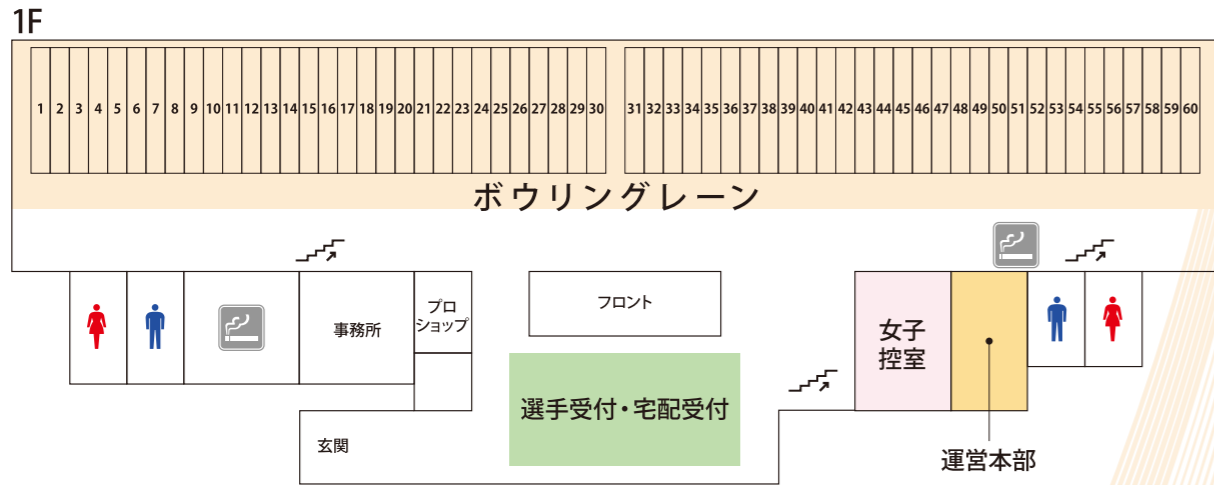 1F
1 2 3 4 5 6 7 8 9 10 11 12 13 14 15 16 17 18 19 20 21 22 23 24 25 26 27 28 29 30 31 32 33 34 35 36 37 38 39 40 41 42 43 44 45 46 47 48 49 50 51 52 53 54 55 56 57 58 59 60
ボウリングレーン
事務所
プロ
ショップ
フロント
女子
控室
選手受付・宅配受付
玄関
運営本部